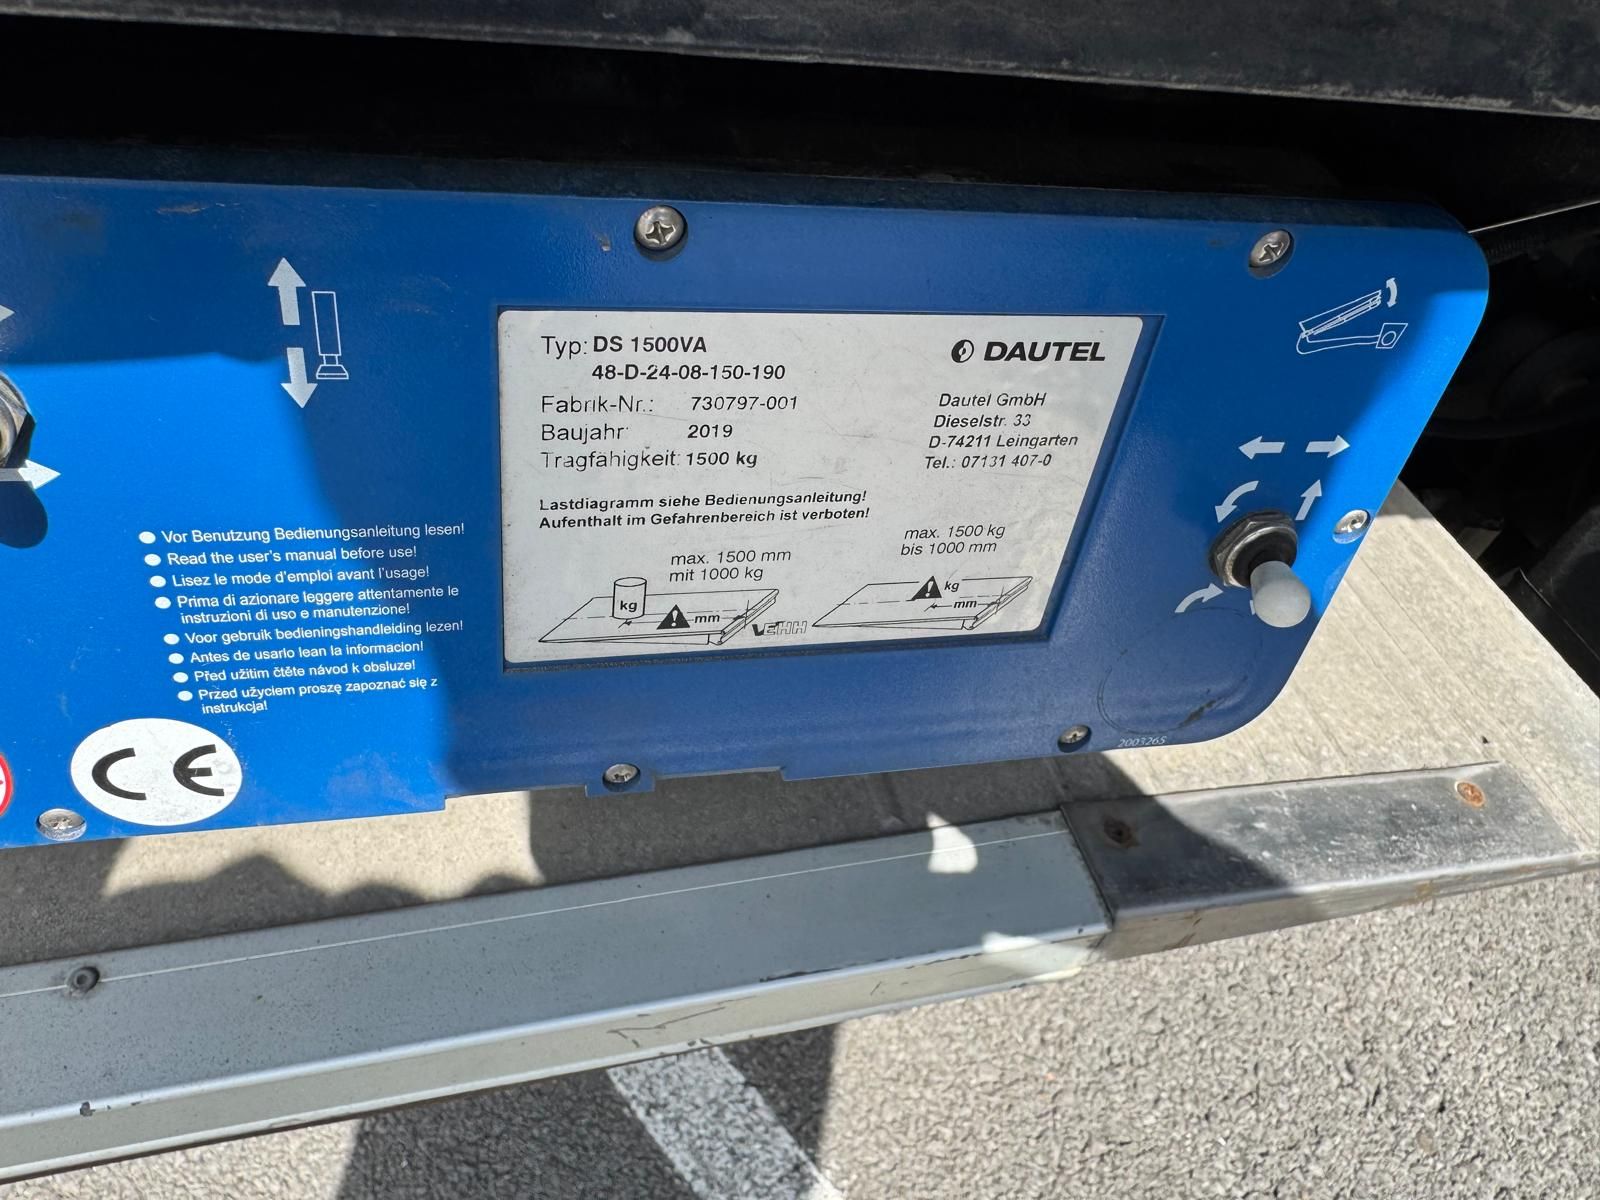 Typ: DS 1500VA
48-D-24-08-150-190
Fabrik-Nr.: 730797-001
Baujahr: 2019
Tragfähigkeit: 1500 kg
DAUTEL
Dautel GmbH
Dieselstr. 33
D-74211 Leingarten
Tel.: 07131 407-0
Lastdiagramm siehe Bedienungsanleitung!
Aufenthalt im Gefahrenbereich ist verboten!
max. 1500 mm
mit 1000 kg
kg
mm
max. 1500 kg
bis 1000 mm
kg
mm
Vor Benutzung Bedienungsanleitung lesen!
Read the user's manual before use!
Lisez le mode d'emploi avant l'usage!
Prima di azionare leggere attentamente le
instruzioni di uso e manutenzione!
Voor gebruik bedieningshandleiding lezen!
Antes de usarlo lean la informacion!
Před užitim čtěte návod k obsluze!
Przed użyciem proszę zapoznać się z
instrukcja!
CE
2003265